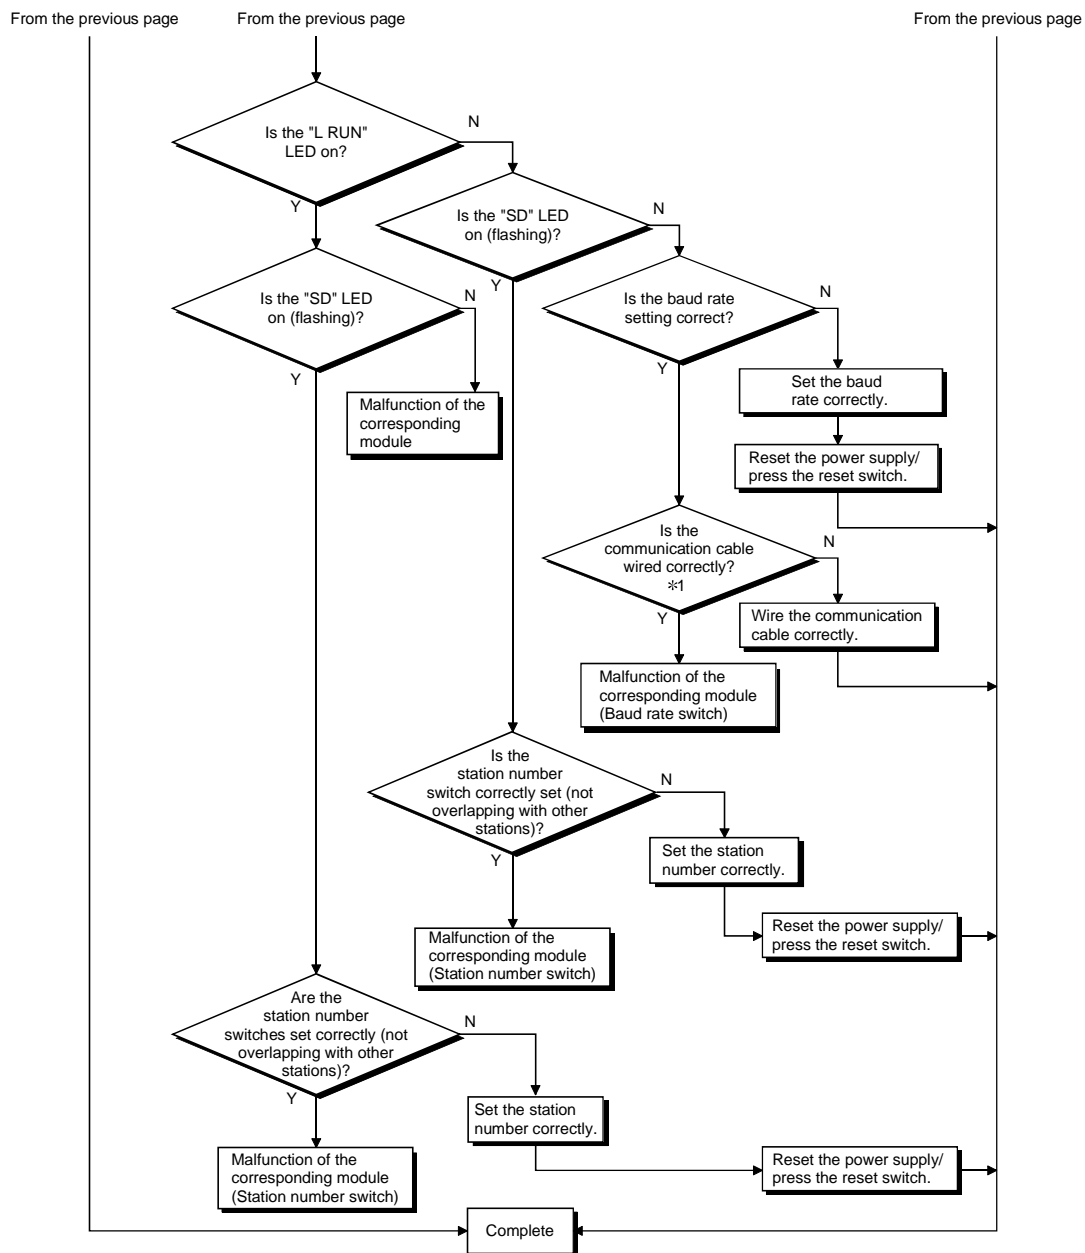 From the previous page
From the previous page
From the previous page
Is the "L RUN"
LED on?
N
Y
Is the "SD" LED
on (flashing)?
N
Y
Is the "SD" LED
on (flashing)?
N
Y
Is the baud rate
setting correct?
N
Y
Malfunction of the
corresponding
module
Set the baud
rate correctly.
Reset the power supply/
press the reset switch.
Is the
communication cable
wired correctly?
*1
N
Y
Wire the communication
cable correctly.
Malfunction of the
corresponding module
(Baud rate switch)
Is the
station number
switch correctly set (not
overlapping with other
stations)?
N
Y
Set the station
number correctly.
Reset the power supply/
press the reset switch.
Malfunction of the
corresponding module
(Station number switch)
Are the
station number
switches set correctly (not
overlapping with other
stations)?
N
Y
Set the station
number correctly.
Reset the power supply/
press the reset switch.
Malfunction of the
corresponding module
(Station number switch)
Complete